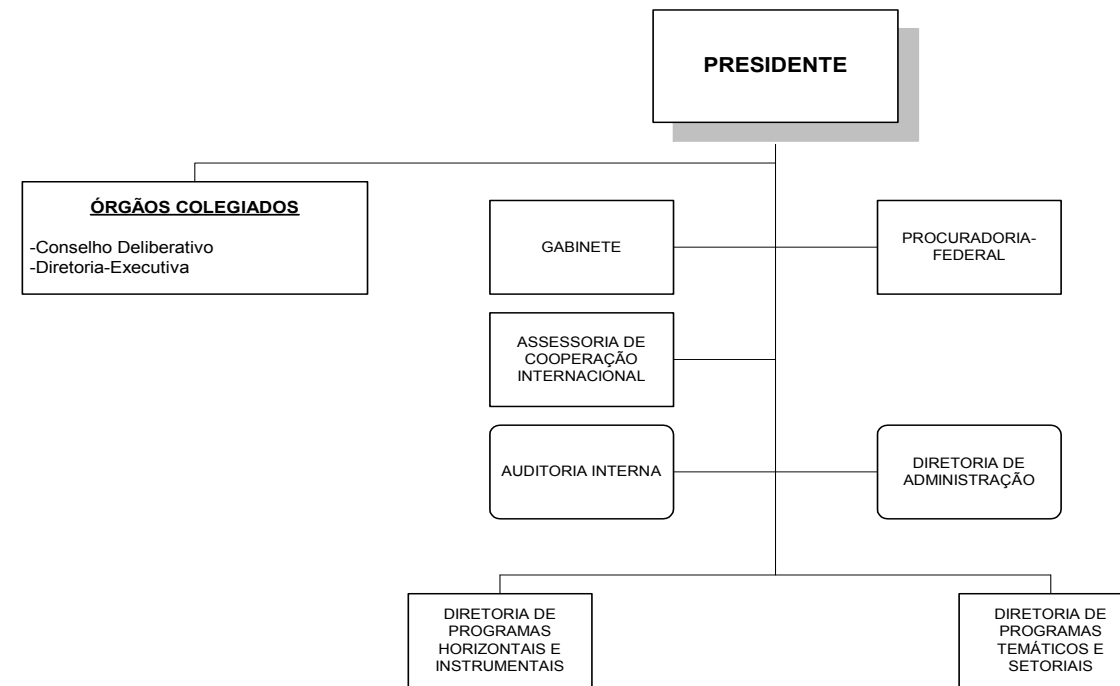 PRESIDENTE
ÓRGÃOS COLEGIADOS
-Conselho Deliberativo
-Diretoria-Executiva
GABINETE
PROCURADORIA-
FEDERAL
ASSESSORIA DE
COOPERAÇÃO
INTERNACIONAL
AUDITORIA INTERNA
DIRETORIA DE
ADMINISTRAÇÃO
DIRETORIA DE
PROGRAMAS
HORIZONTAIS E
INSTRUMENTAIS
DIRETORIA DE
PROGRAMAS
TEMÁTICOS E
SETORIAIS